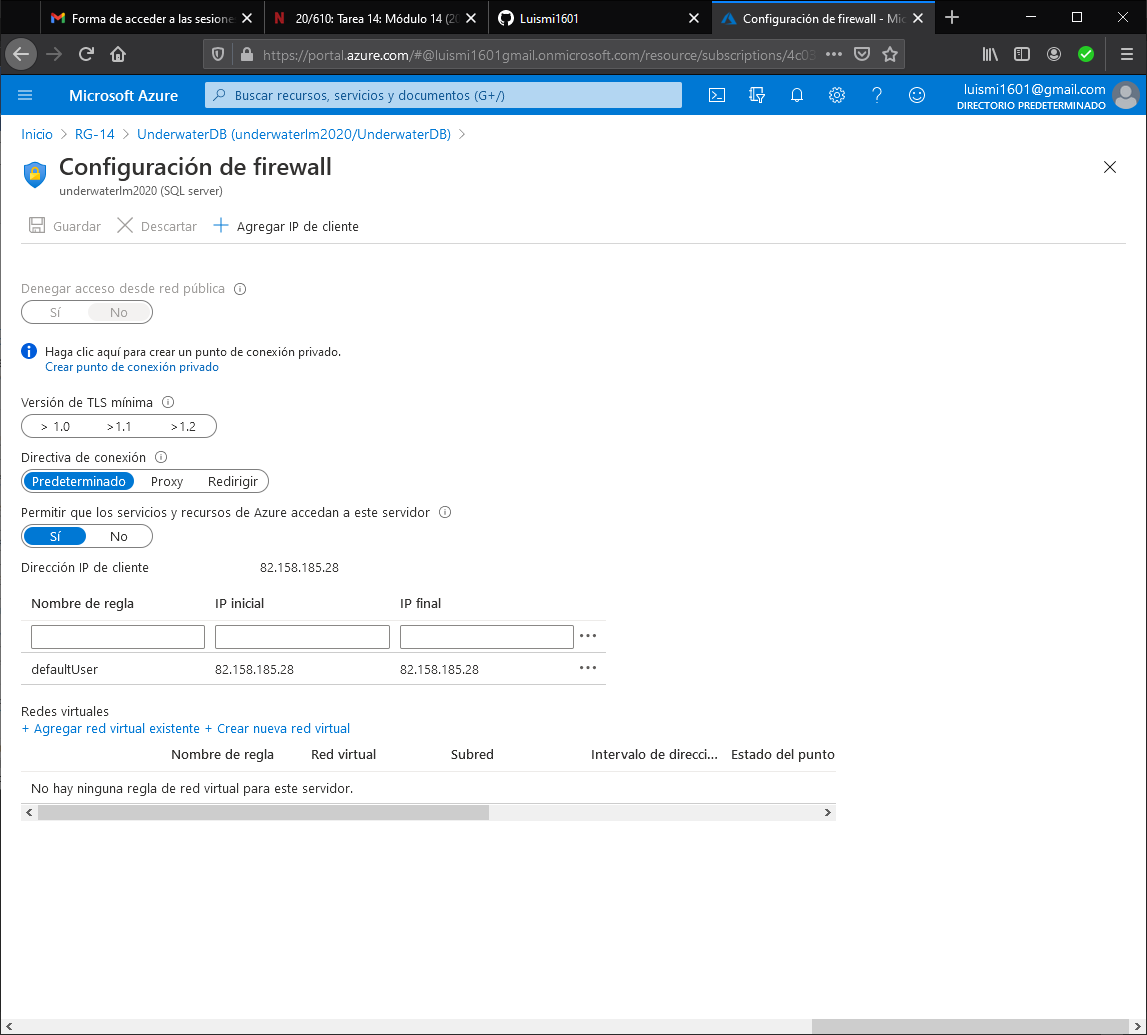 Forma de acceder a las sesione
20/610: Tarea 14: Módulo 14 (20
Luismi1601
Configuración de firewall - Mic
https://portal.azure.com/#@luismi1601gmail.onmicrosoft.com/resource/subscriptions/4c03
Microsoft Azure
Buscar recursos, servicios y documentos (G+/)
luismi1601@gmail.com
DIRECTORIO PREDETERMINADO
Inicio > RG-14 > UnderwaterDB (underwaterlm2020/UnderwaterDB) >
Configuración de firewall
underwaterlm2020 (SQL server)
Guardar Descartar Agregar IP de cliente
Denegar acceso desde red pública
Sí No
Haga clic aquí para crear un punto de conexión privado.
Crear punto de conexión privado
Versión de TLS mínima
> 1.0 >1.1 >1.2
Directiva de conexión
Predeterminado Proxy Redirigir
Permitir que los servicios y recursos de Azure accedan a este servidor
Sí No
Dirección IP de cliente 82.158.185.28
Nombre de regla IP inicial IP final
defaultUser 82.158.185.28 82.158.185.28
Redes virtuales
+ Agregar red virtual existente + Crear nueva red virtual
Nombre de regla Red virtual Subred Intervalo de direcci... Estado del punto
No hay ninguna regla de red virtual para este servidor.